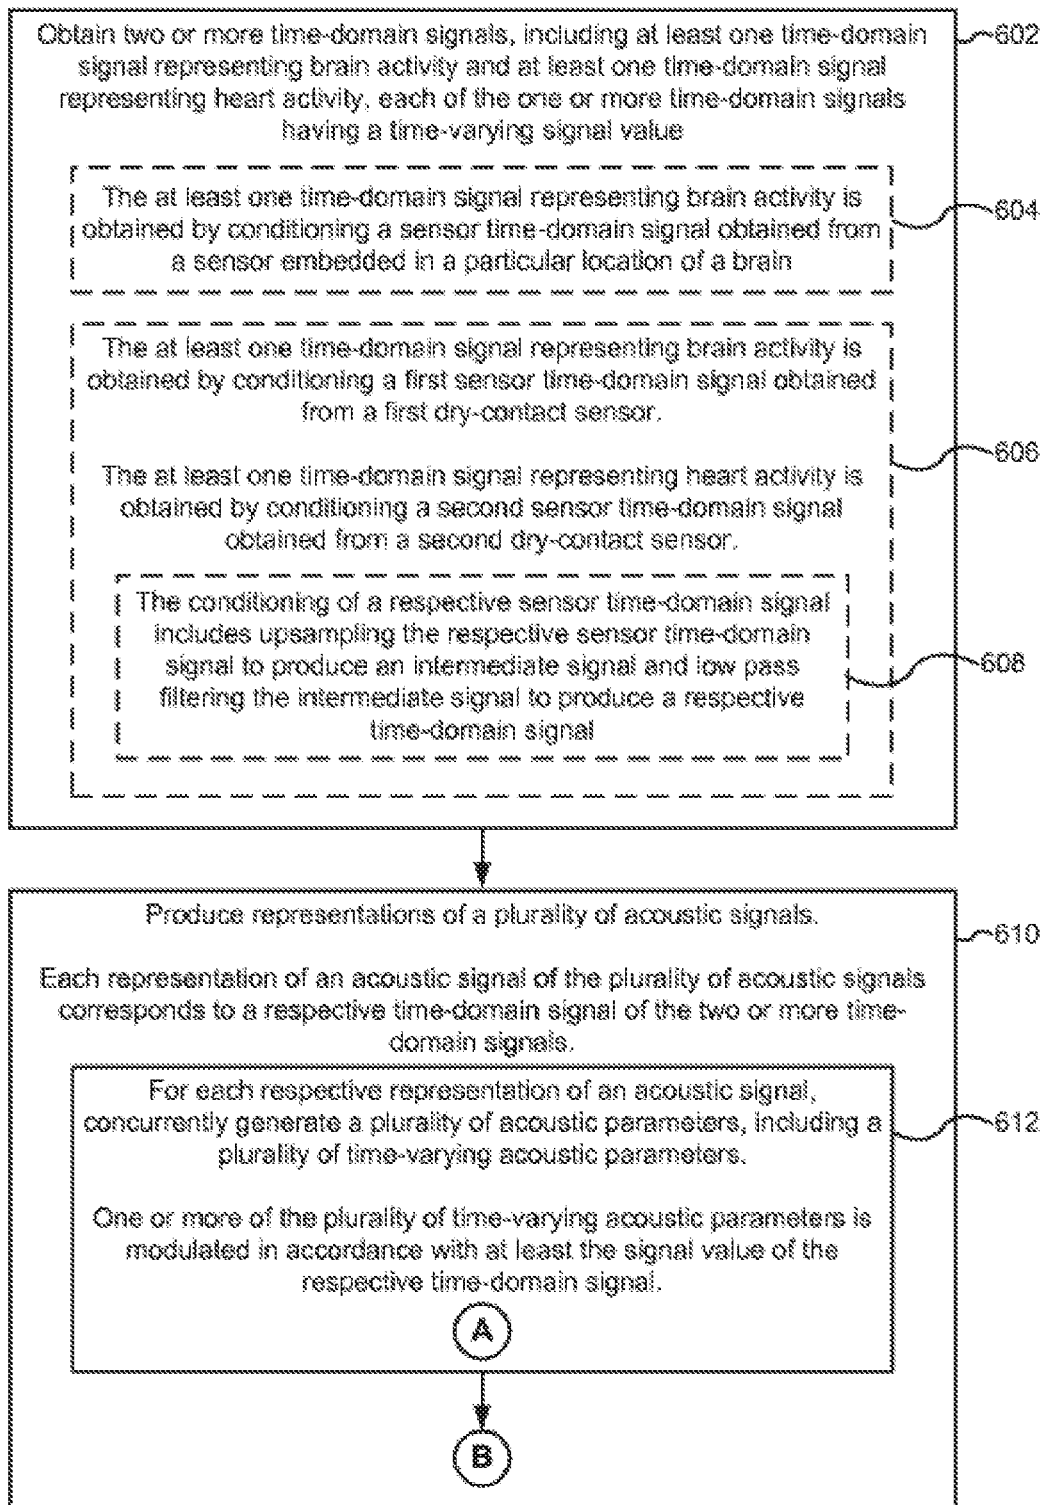 Obtain two or more time-domain signals, including at least one time-domain
signal representing brain activity and at least one time-domain signal
representing heart activity, each of the one or more time-domain signals
having a time-varying signal value
602
The at least one time-domain signal representing brain activity is
obtained by conditioning a sensor time-domain signal obtained from
a sensor embedded in a particular location of a brain
604
The at least one time-domain signal representing brain activity is
obtained by conditioning a first sensor time-domain signal obtained
from a first dry-contact sensor.
The at least one time-domain signal representing heart activity is
obtained by conditioning a second sensor time-domain signal
obtained from a second dry-contact sensor.
606
The conditioning of a respective sensor time-domain signal
includes upsampling the respective sensor time-domain
signal to produce an intermediate signal and low pass
filtering the intermediate signal to produce a respective
time-domain signal
608
Produce representations of a plurality of acoustic signals.
610
Each representation of an acoustic signal of the plurality of acoustic signals
corresponds to a respective time-domain signal of the two or more time-
domain signals.
For each respective representation of an acoustic signal,
concurrently generate a plurality of acoustic parameters, including a
plurality of time-varying acoustic parameters.
612
One or more of the plurality of time-varying acoustic parameters is
modulated in accordance with at least the signal value of the
respective time-domain signal.
A
B